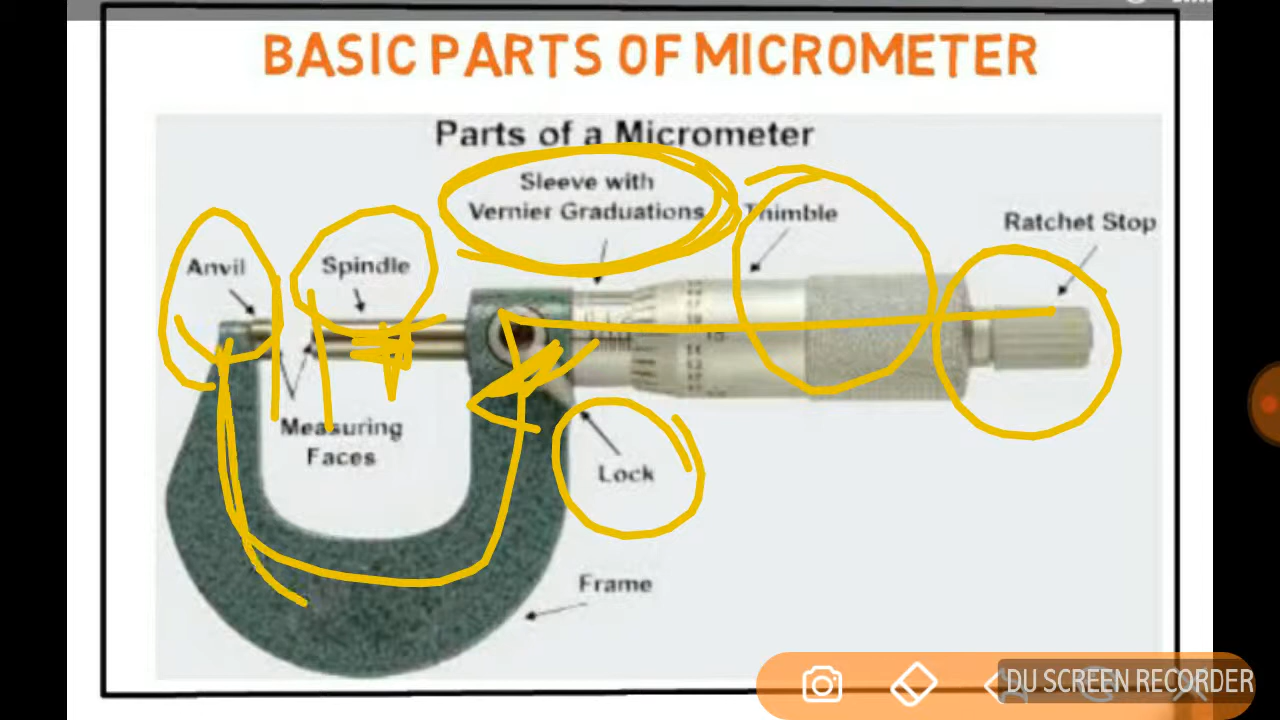 BASIC PARTS OF MICROMETER
Parts of a Micrometer
Sleeve with
Vernier Graduations
Thimble
Ratchet Stop
Anvil
Spindle
Measuring
Faces
Lock
Frame
DU SCREEN RECORDER